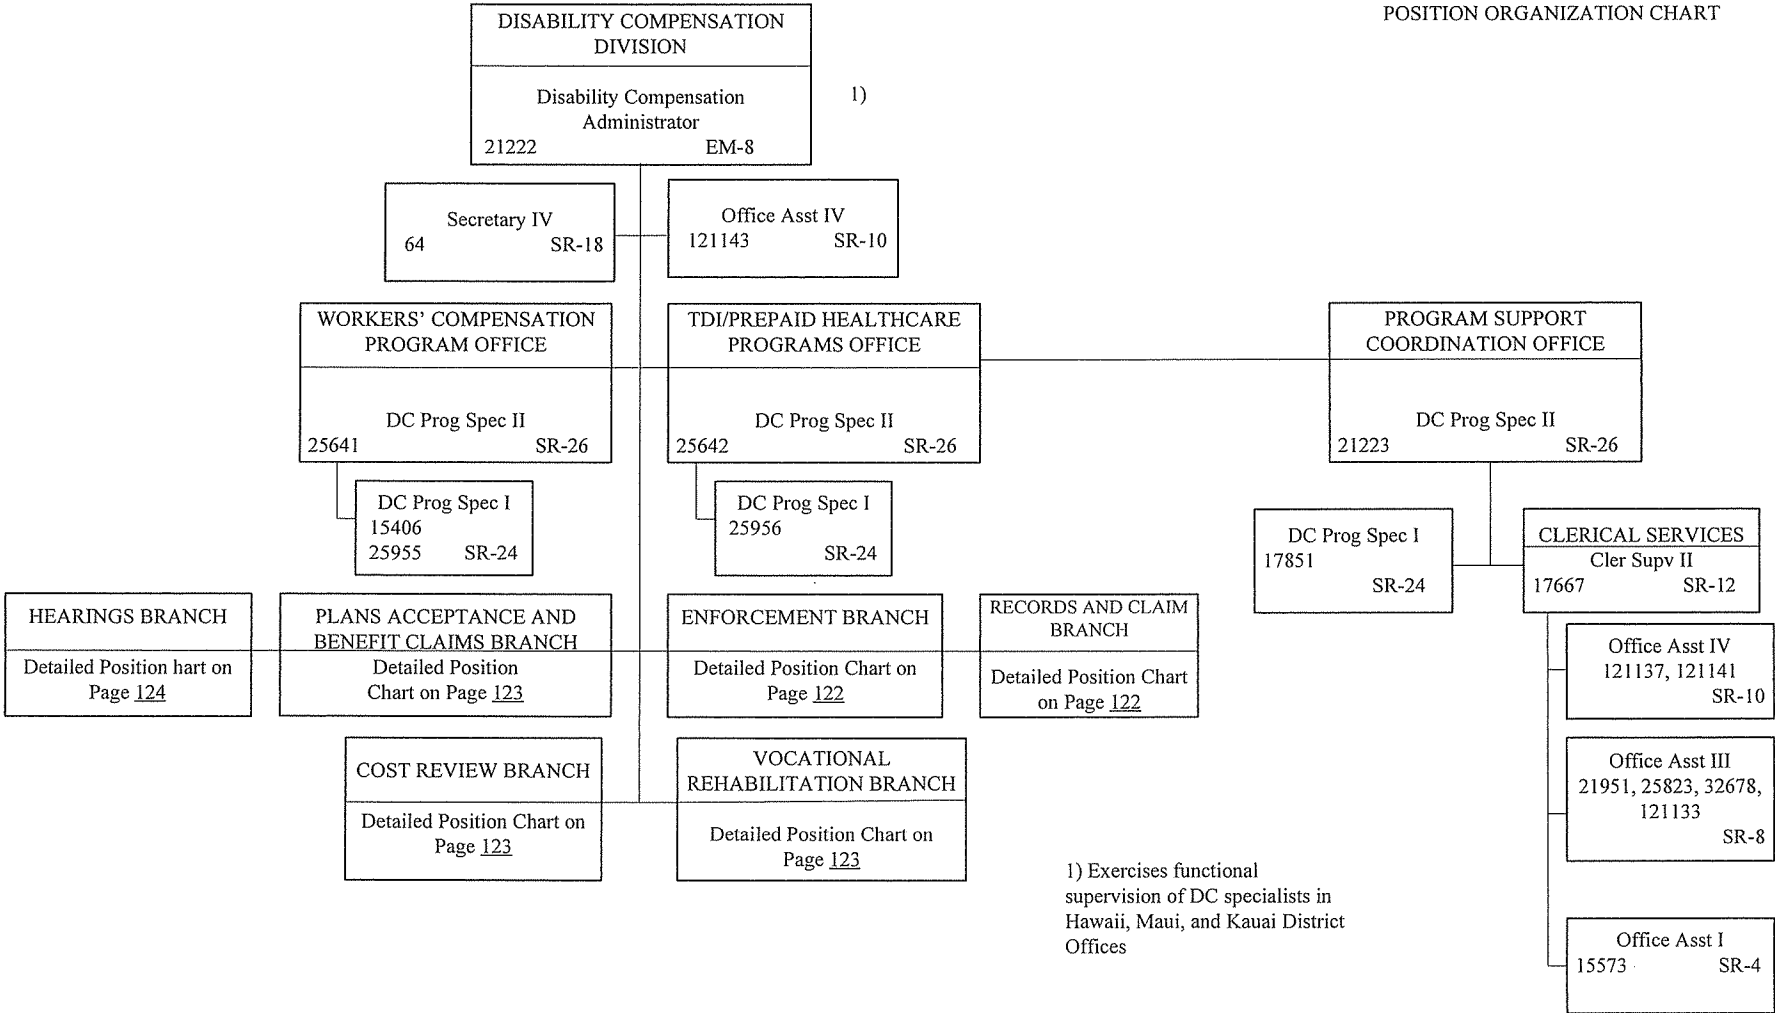 POSITION ORGANIZATION CHART
DISABILITY COMPENSATION
DIVISION
Disability Compensation
Administrator
21222 EM-8
1)
Secretary IV
64 SR-18
Office Asst IV
121143 SR-10
WORKERS' COMPENSATION
PROGRAM OFFICE
DC Prog Spec II
25641 SR-26
TDI/PREPAID HEALTHCARE
PROGRAMS OFFICE
DC Prog Spec II
25642 SR-26
PROGRAM SUPPORT
COORDINATION OFFICE
DC Prog Spec II
21223 SR-26
DC Prog Spec I
15406
25955 SR-24
DC Prog Spec I
25956
SR-24
DC Prog Spec I
17851
SR-24
CLERICAL SERVICES
Cler Supv II
17667 SR-12
HEARINGS BRANCH
Detailed Position hart on
Page 124
PLANS ACCEPTANCE AND
BENEFIT CLAIMS BRANCH
Detailed Position
Chart on Page 123
ENFORCEMENT BRANCH
Detailed Position Chart on
Page 122
RECORDS AND CLAIM
BRANCH
Detailed Position Chart
on Page 122
Office Asst IV
121137, 121141
SR-10
COST REVIEW BRANCH
Detailed Position Chart on
Page 123
VOCATIONAL
REHABILITATION BRANCH
Detailed Position Chart on
Page 123
Office Asst III
21951, 25823, 32678,
121133
SR-8
1) Exercises functional
supervision of DC specialists in
Hawaii, Maui, and Kauai District
Offices
Office Asst I
15573 SR-4